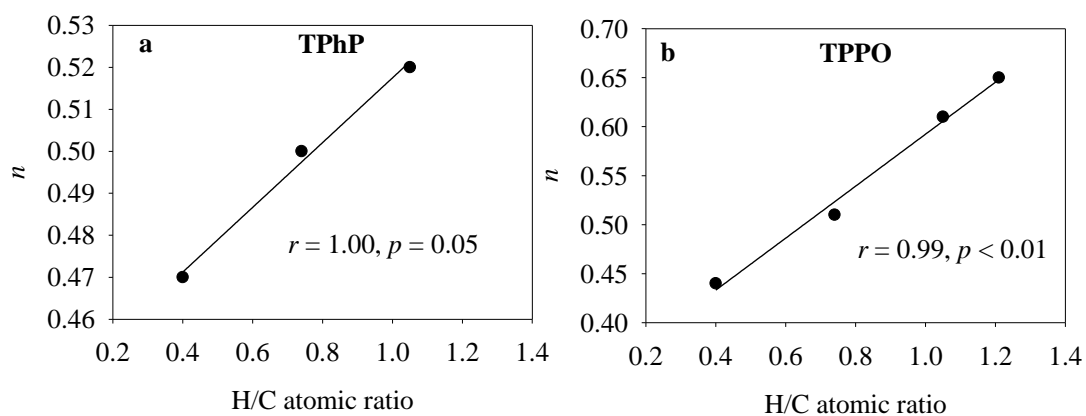 a TPhP
0.53
0.52
0.51
0.50
0.49
0.48
0.47
0.46
n
r = 1.00, p = 0.05
0.2 0.4 0.6 0.8 1.0 1.2 1.4
H/C atomic ratio
b TPPO
0.70
0.65
0.60
0.55
0.50
0.45
0.40
n
r = 0.99, p < 0.01
0.2 0.4 0.6 0.8 1.0 1.2 1.4
H/C atomic ratio